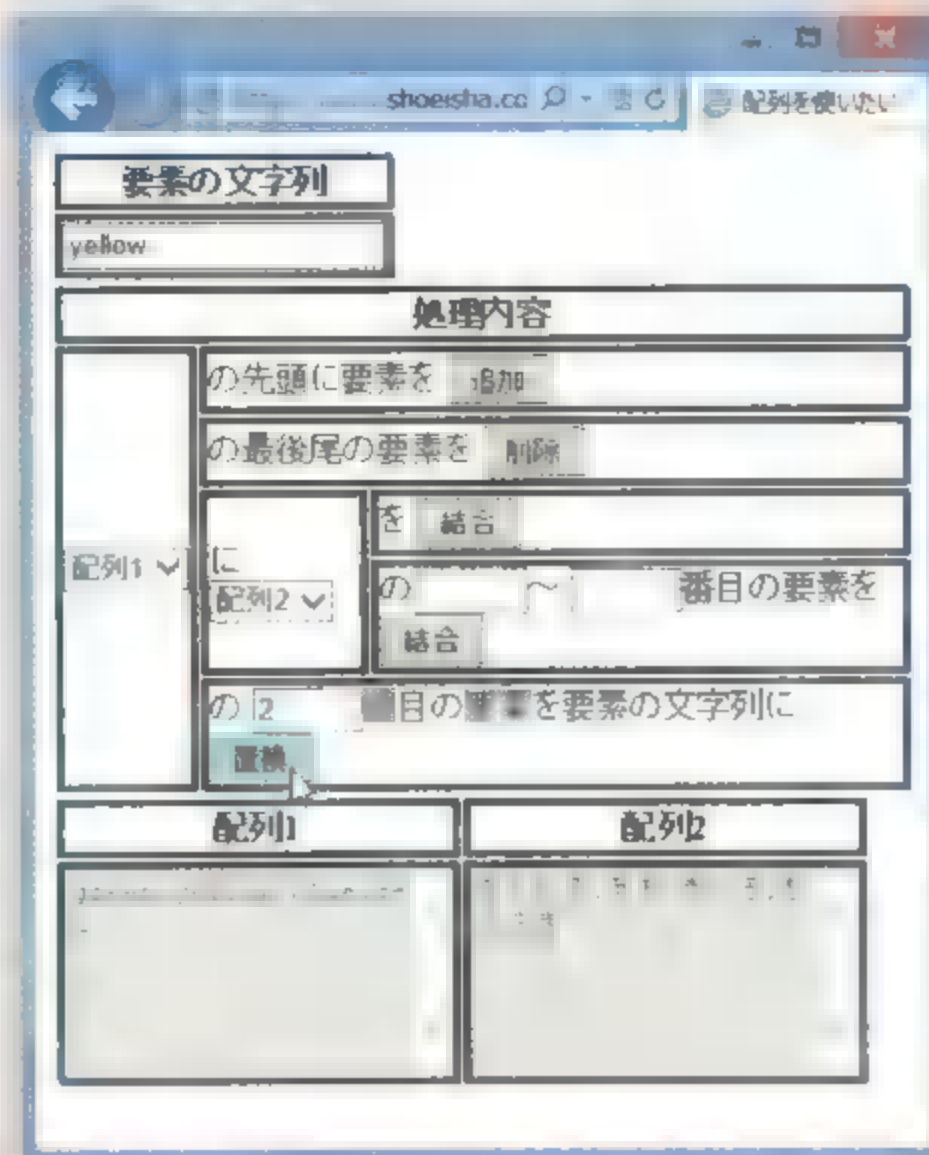 shoeisha.co 配列を使いたい
要素の文字列
yellow
処理内容
配列1
の先頭に要素を 追加
の最後尾の要素を 削除
に
配列2
を 結合
の ～ 番目の要素を
結合
の 2 番目の要素を要素の文字列に
置換
配列1 配列2